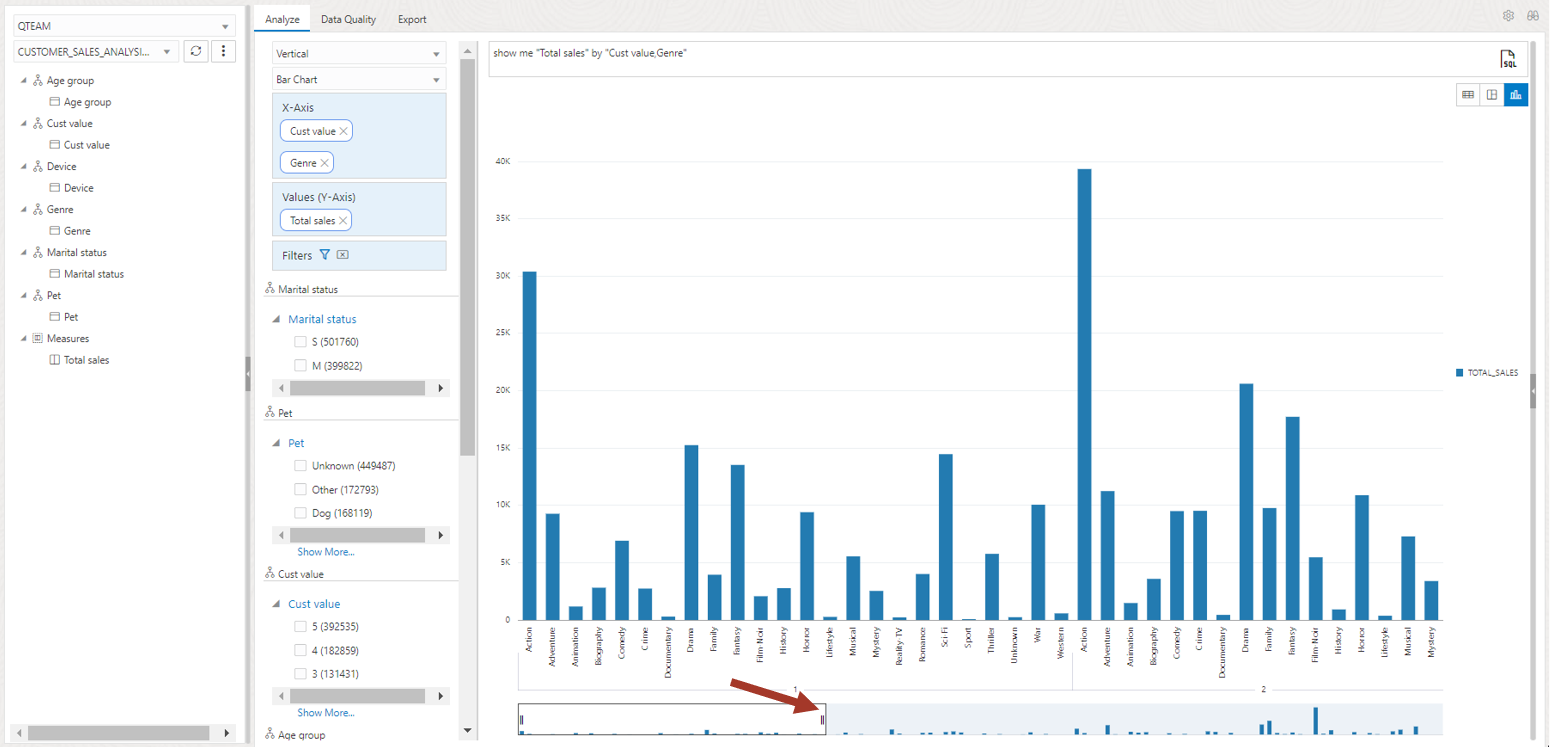 QTEAM
CUSTOMER_SALES_ANALYSI...
Age group
Age group
Cust value
Cust value
Device
Device
Genre
Genre
Marital status
Marital status
Pet
Pet
Measures
Total sales
Analyze
Data Quality
Export
Vertical
Bar Chart
X-Axis
Cust value
Genre
Values (Y-Axis)
Total sales
Filters
Marital status
Marital status
S (501760)
M (399822)
Pet
Pet
Unknown (449487)
Other (172793)
Dog (168119)
Show More...
Cust value
Cust value
5 (392535)
4 (182859)
3 (131431)
Show More...
Age group
show me "Total sales" by "Cust value,Genre"
SQL
40K
35K
30K
25K
20K
15K
10K
5K
0
Action
Adventure
Animation
Biography
Comedy
Crime
Documentary
Drama
Family
Fantasy
Film-Noir
History
Horror
Lifestyle
Musical
Mystery
Reality-TV
Romance
Sci-Fi
Sport
Thriller
Unknown
War
Western
Action
Adventure
Animation
Biography
Comedy
Crime
Documentary
Drama
Family
Fantasy
Film-Noir
History
Horror
Lifestyle
Musical
Mystery
1
2
TOTAL_SALES